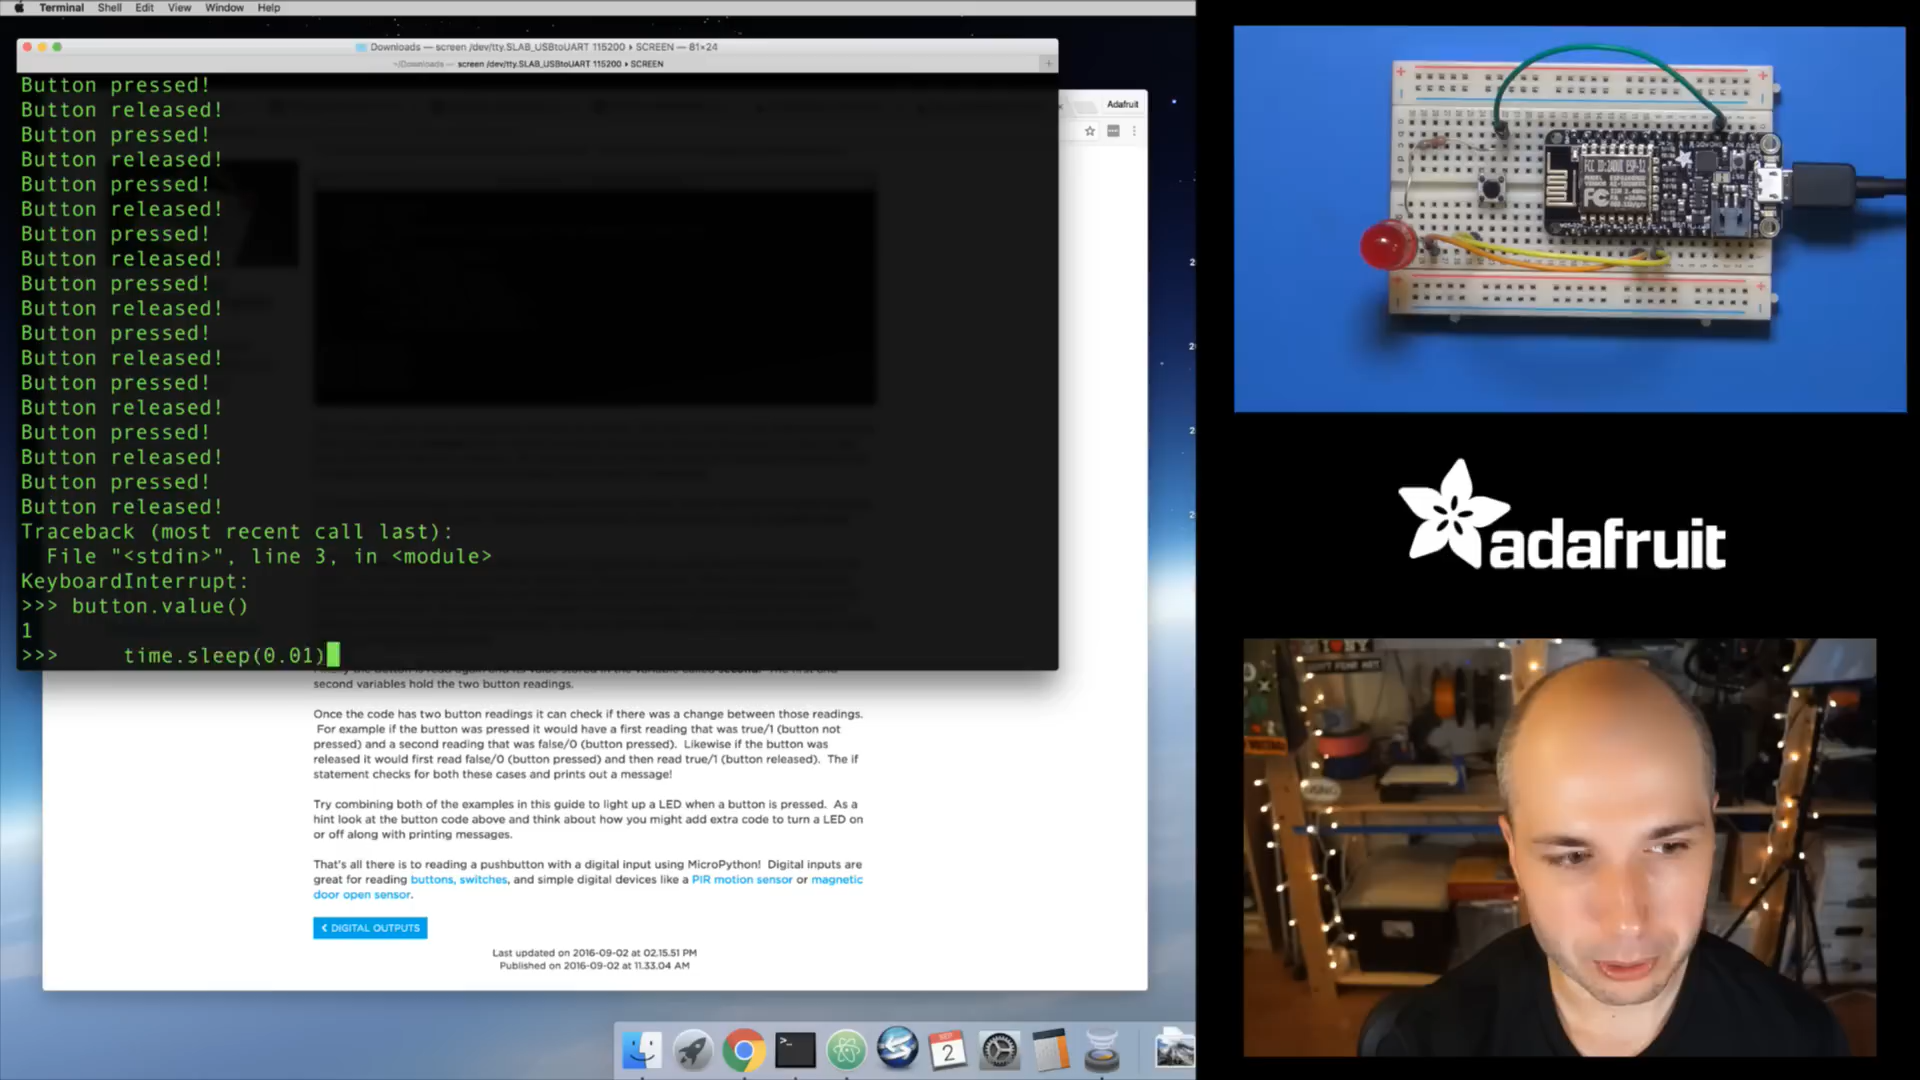 Terminal Shell Edit View Window Help
Downloads — screen /dev/tty.SLAB_USBtoUART 115200 ▸ SCREEN — 81×24
~/Downloads — screen /dev/tty.SLAB_USBtoUART 115200 ▸ SCREEN
Button pressed!
Button released!
Button pressed!
Button released!
Button pressed!
Button released!
Button pressed!
Button released!
Button pressed!
Button released!
Button pressed!
Button released!
Button pressed!
Button released!
Button pressed!
Button released!
Button pressed!
Button released!
Traceback (most recent call last):
File "<stdin>", line 3, in <module>
KeyboardInterrupt:
>>> button.value()
1
>>> time.sleep(0.01)
Adafruit
second variables hold the two button readings.
Once the code has two button readings it can check if there was a change between those readings.
For example if the button was pressed it would have a first reading that was true/1 (button not
pressed) and a second reading that was false/0 (button pressed). Likewise if the button was
released it would first read false/0 (button pressed) and then read true/1 (button released). The if
statement checks for both these cases and prints out a message!
Try combining both of the examples in this guide to light up a LED when a button is pressed. As a
hint look at the button code above and think about how you might add extra code to turn a LED on
or off along with printing messages.
That's all there is to reading a pushbutton with a digital input using MicroPython! Digital inputs are
great for reading buttons, switches, and simple digital devices like a PIR motion sensor or magnetic
door open sensor.
DIGITAL OUTPUTS
Last updated on 2016-09-02 at 02.15.51 PM
Published on 2016-09-02 at 11.33.04 AM
SEP
2
FC
adafruit